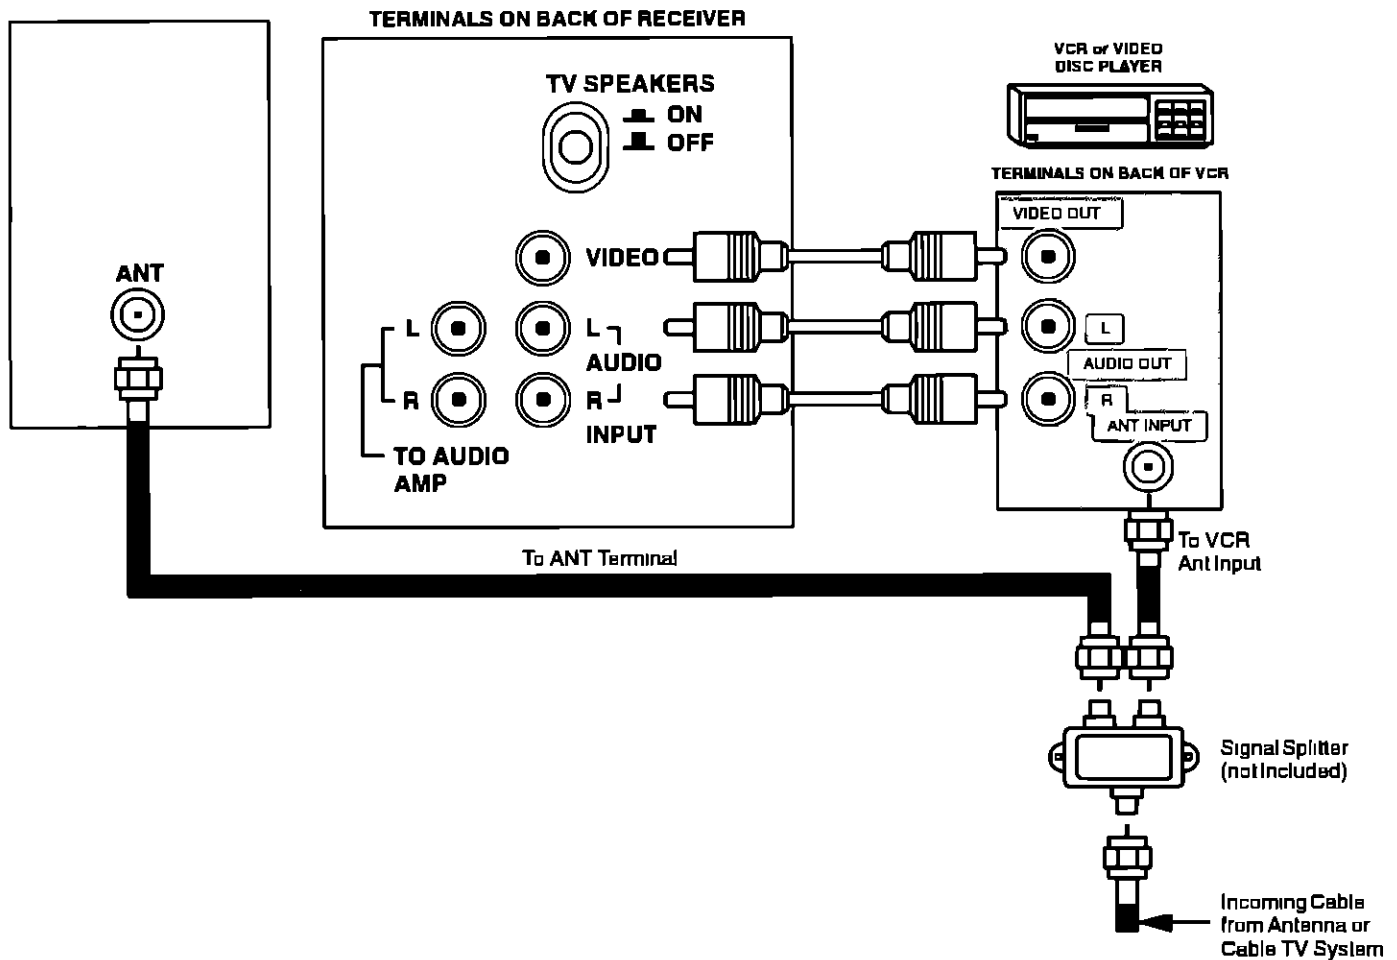 TERMINALS ON BACK OF RECEIVER
TV SPEAKERS
ON
OFF
VCR or VIDEO
DISC PLAYER
TERMINALS ON BACK OF VCR
VIDEO OUT
VIDEO
ANT
L
L
AUDIO
L
AUDIO OUT
R
R
INPUT
R
ANT INPUT
TO AUDIO
AMP
To ANT Terminal
To VCR
Ant Input
Signal Splitter
(not Included)
Incoming Cable
from Antenna or
Cable TV System